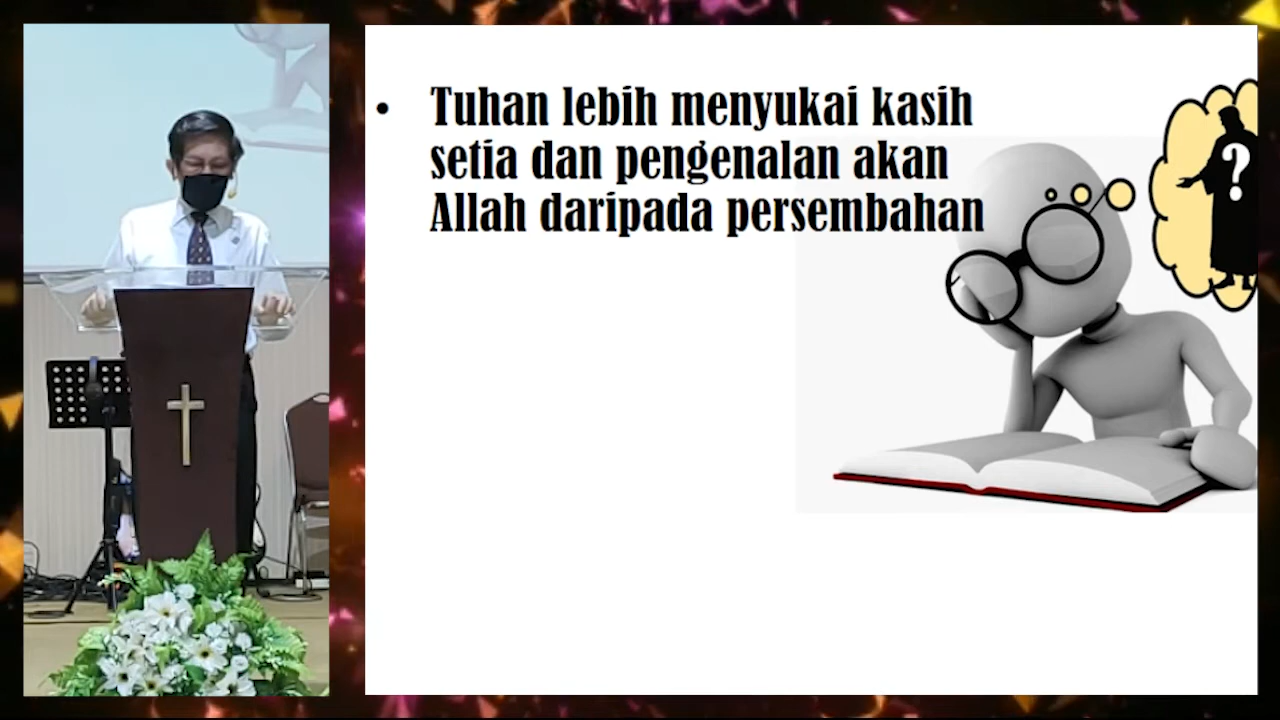 • Tuhan lebih menyukai kasih
setia dan pengenalan akan
Allah daripada persembahan
?